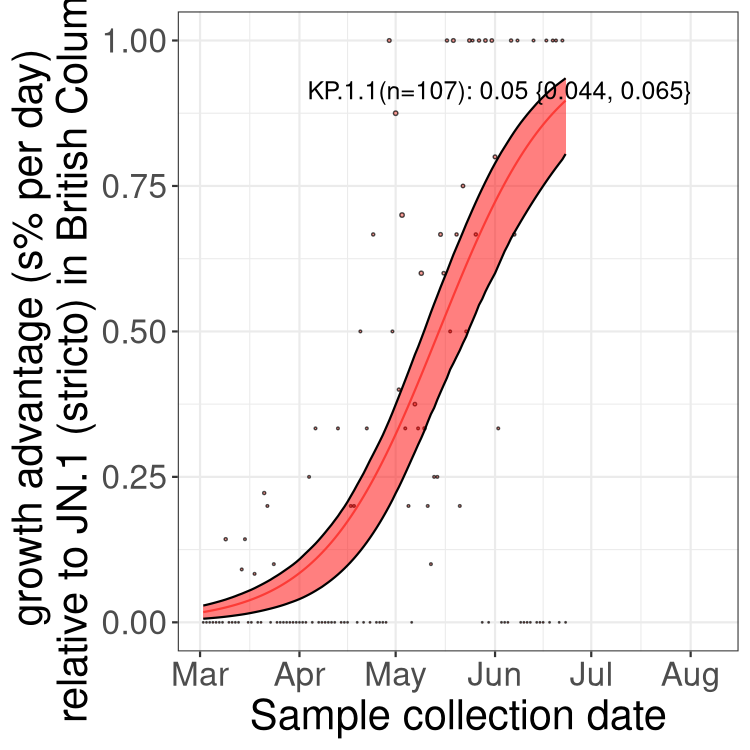 growth advantage (s% per day)
relative to JN.1 (stricto) in British Colum
1.00
0.75
0.50
0.25
0.00
KP.1.1(n=107): 0.05 {0.044, 0.065}
Mar Apr May Jun Jul Aug
Sample collection date